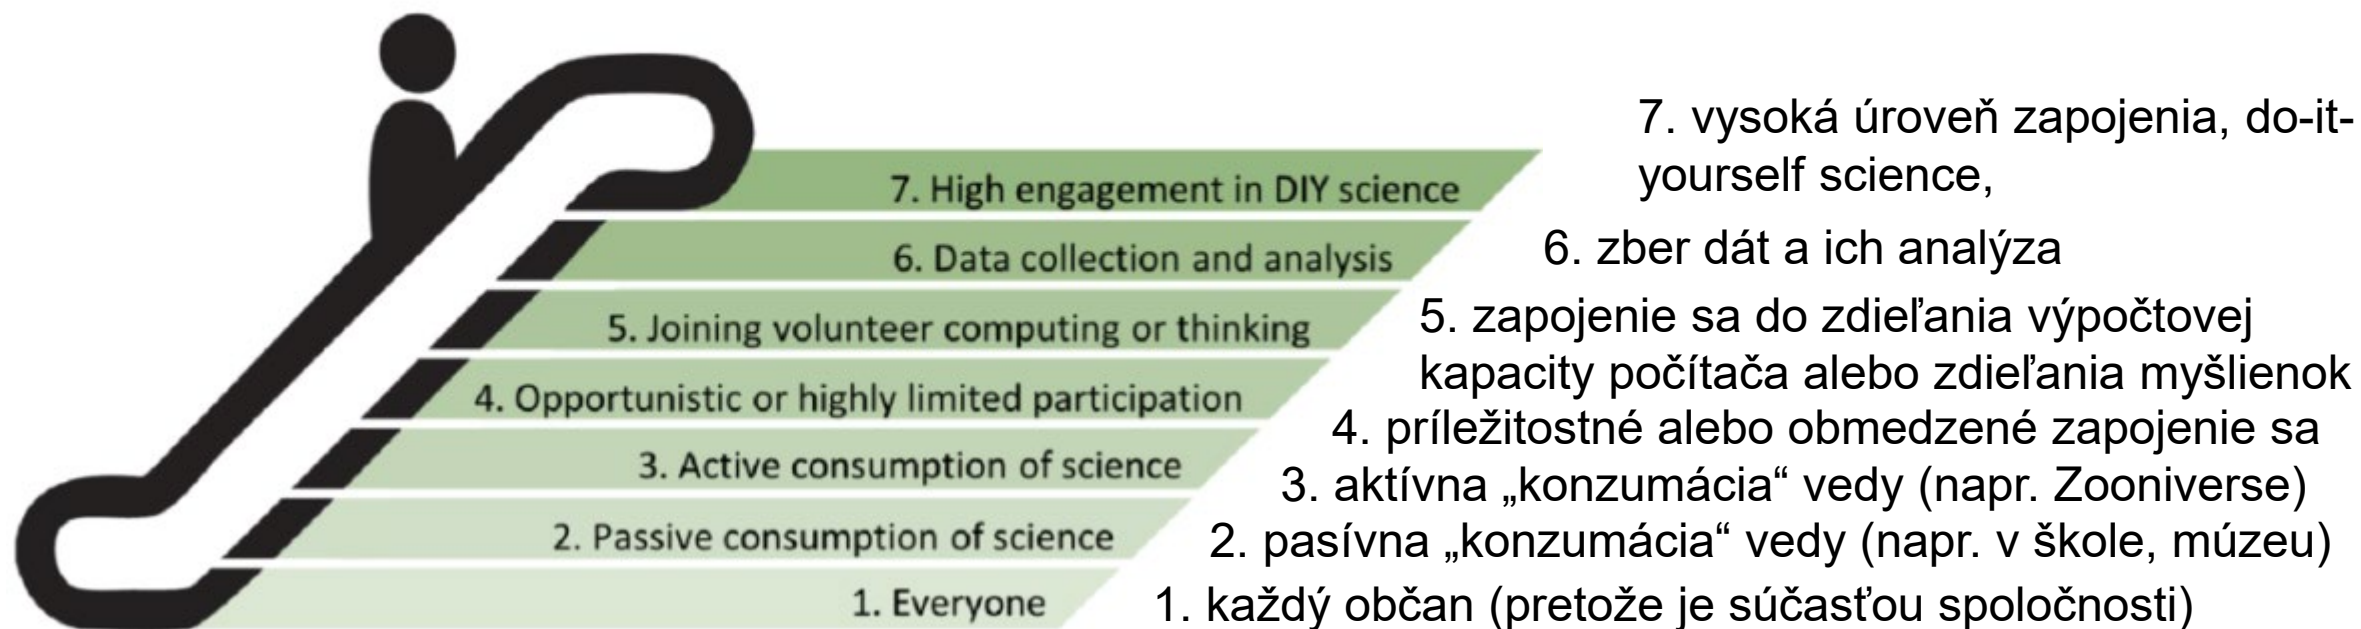 7. High engagement in DIY science
6. Data collection and analysis
5. Joining volunteer computing or thinking
4. Opportunistic or highly limited participation
3. Active consumption of science
2. Passive consumption of science
1. Everyone
7. vysoká úroveň zapojenia, do-it-
yourself science,
6. zber dát a ich analýza
5. zapojenie sa do zdieľania výpočtovej
kapacity počítača alebo zdieľania myšlienok
4. príležitostné alebo obmedzené zapojenie sa
3. aktívna „konzumácia“ vedy (napr. Zooniverse)
2. pasívna „konzumácia“ vedy (napr. v škole, múzeu)
1. každý občan (pretože je súčasťou spoločnosti)